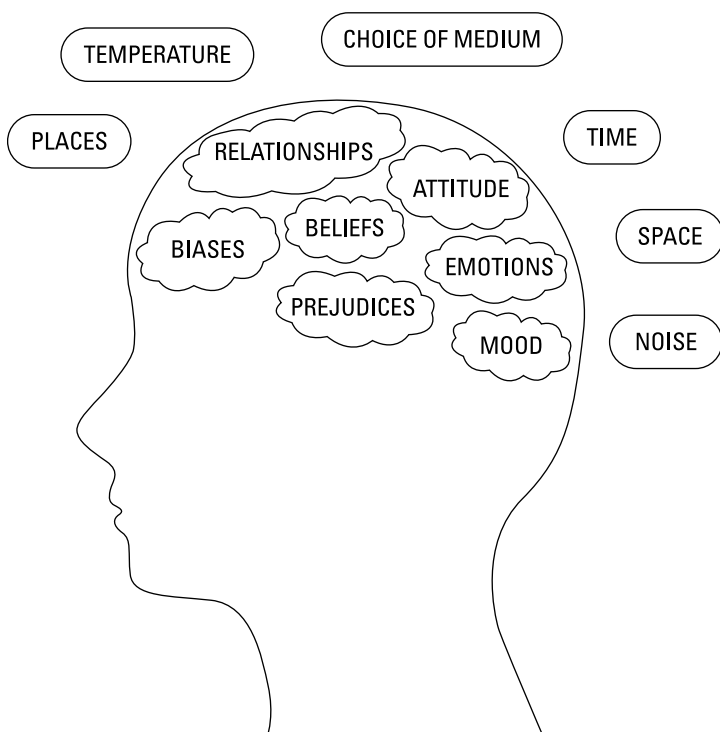 CHOICE OF MEDIUM
TEMPERATURE
PLACES
TIME
RELATIONSHIPS
ATTITUDE
BELIEFS
BIASES
SPACE
EMOTIONS
PREJUDICES
MOOD
NOISE